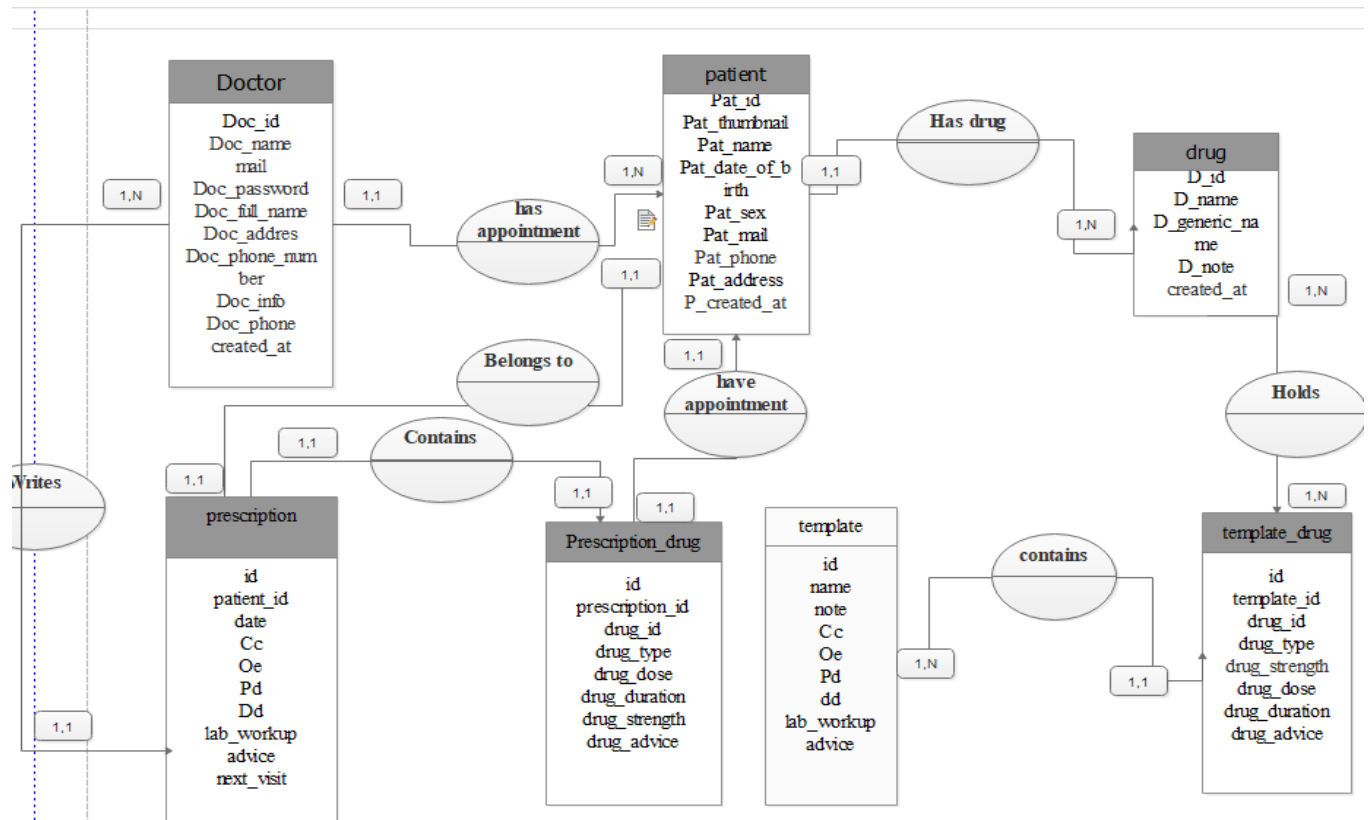 Doctor
Doc_id
Doc_name
mail
Doc_password
Doc_full_name
Doc_addres
Doc_phone_num
ber
Doc_info
Doc_phone
created_at
patient
Pat_id
Pat_thumbnail
Pat_name
Pat_date_of_b
irth
Pat_sex
Pat_mail
Pat_phone
Pat_address
P_created_at
Has drug
drug
D_id
D_name
D_generic_na
me
D_note
created_at
1,N
1,1
has
appointment
1,N
1,1
1,N
1,1
1,N
Belongs to
1,1
have
appointment
Holds
Contains
1,1
1,1
Writes
1,1
1,1
1,N
prescription
id
patient_id
date
Cc
Oe
Pd
Dd
lab_workup
advice
next_visit
1,1
Prescription_drug
id
prescription_id
drug_id
drug_type
drug_dose
drug_duration
drug_strength
drug_advice
template
id
name
note
Cc
Oe
Pd
dd
lab_workup
advice
contains
1,N
1,1
template_drug
id
template_id
drug_id
drug_type
drug_strength
drug_dose
drug_duration
drug_advice